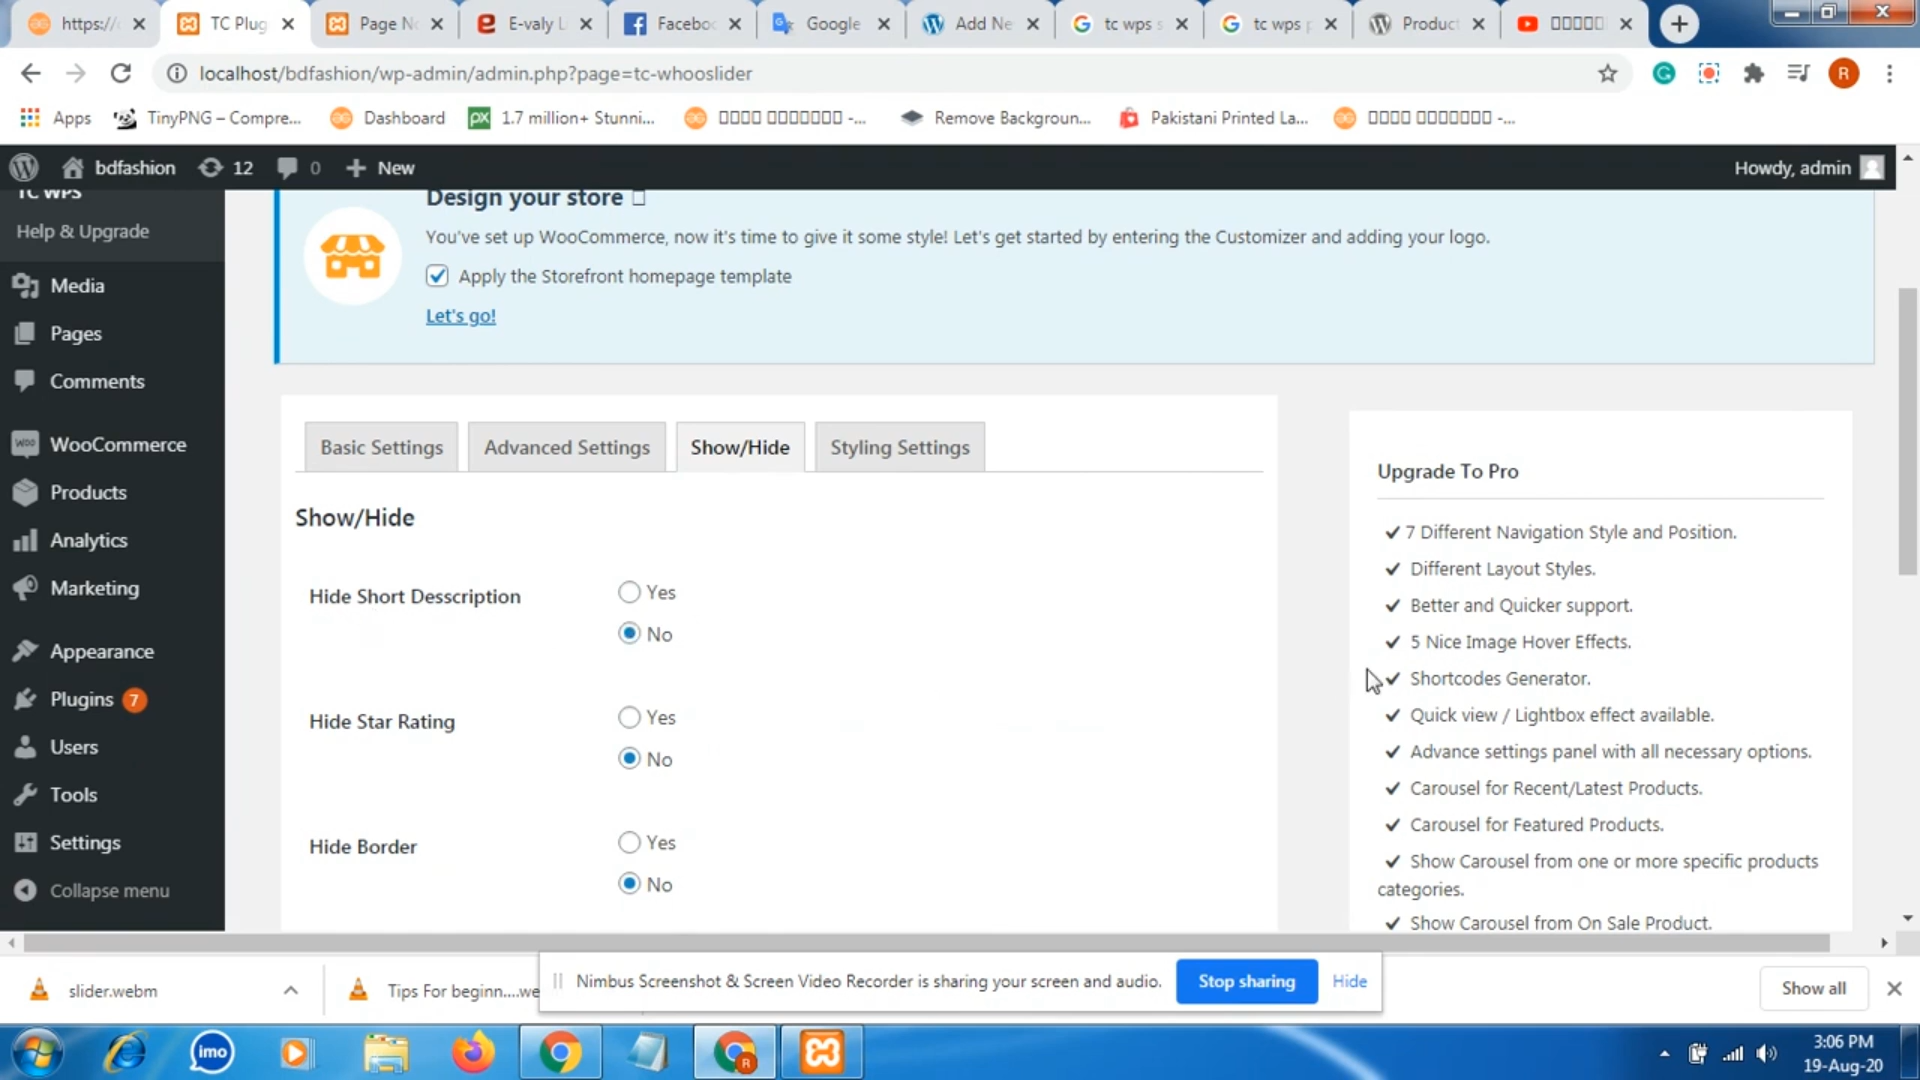 https://c
TC Plug
Page No
E-valy L
Faceboo
Google
Add Ne
tc wps s
tc wps p
Product
localhost/bdfashion/wp-admin/admin.php?page=tc-whooslider
R
Apps
TinyPNG – Compre...
Dashboard
px
1.7 million+ Stunni...
Remove Backgroun...
Pakistani Printed La...
bdfashion
12
0
New
Howdy, admin
TC WPS
Help & Upgrade
Media
Pages
Comments
WooCommerce
Products
Analytics
Marketing
Appearance
Plugins 7
Users
Tools
Settings
Collapse menu
Design your store
You've set up WooCommerce, now it's time to give it some style! Let's get started by entering the Customizer and adding your logo.
Apply the Storefront homepage template
Let's go!
Basic Settings
Advanced Settings
Show/Hide
Styling Settings
Show/Hide
Hide Short Desscription
Yes
No
Hide Star Rating
Yes
No
Hide Border
Yes
No
Upgrade To Pro
✔ 7 Different Navigation Style and Position.
✔ Different Layout Styles.
✔ Better and Quicker support.
✔ 5 Nice Image Hover Effects.
✔ Shortcodes Generator.
✔ Quick view / Lightbox effect available.
✔ Advance settings panel with all necessary options.
✔ Carousel for Recent/Latest Products.
✔ Carousel for Featured Products.
✔ Show Carousel from one or more specific products
categories.
✔ Show Carousel from On Sale Product.
slider.webm
Tips For beginn....we
Nimbus Screenshot & Screen Video Recorder is sharing your screen and audio.
Stop sharing
Hide
Show all
imo
3:06 PM
19-Aug-20